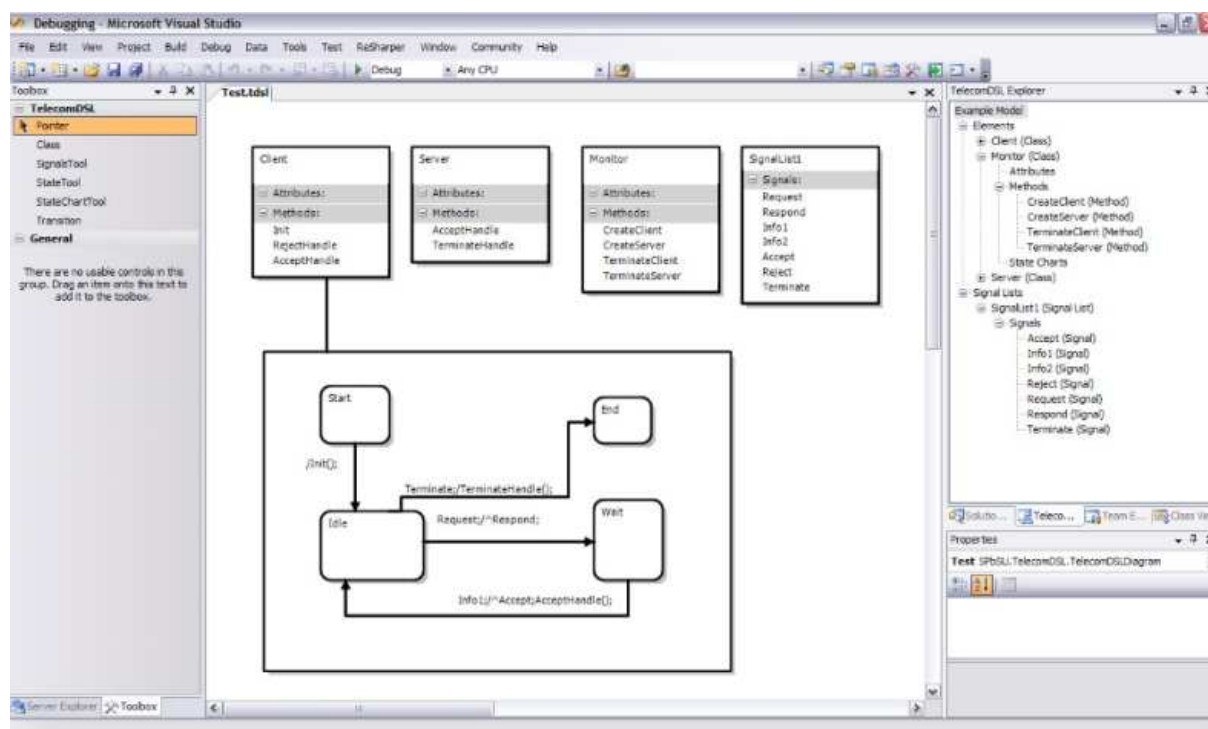 Debugging - Microsoft Visual Studio
File Edit View Project Build Debug Data Tools Test ReSharper Window Community Help
Debug Any CPU
Toolbox
TelecomDSL
Pointer
Class
SignalsTool
StateTool
StateChartTool
Transition
General
There are no usable controls in this
group. Drag an item onto this text to
add it to the toolbox.
Server Explorer Toolbox
Test.tdsl
Client
Attributes:
Methods:
Init
RejectHandle
AcceptHandle
Server
Attributes:
Methods:
AcceptHandle
TerminateHandle
Monitor
Attributes:
Methods:
CreateClient
CreateServer
TerminateClient
TerminateServer
SignalList1
Signals:
Request
Respond
Info1
Info2
Accept
Reject
Terminate
Start
End
/Init();
Terminate;/TerminateHandle();
Idle
Request;/^Respond;
Wait
Info1;/^Accept;AcceptHandle();
TelecomDSL Explorer
Example Model
Elements
Client (Class)
Monitor (Class)
Attributes
Methods
CreateClient (Method)
CreateServer (Method)
TerminateClient (Method)
TerminateServer (Method)
State Charts
Server (Class)
Signal Lists
SignalList1 (Signal List)
Signals
Accept (Signal)
Info1 (Signal)
Info2 (Signal)
Reject (Signal)
Request (Signal)
Respond (Signal)
Terminate (Signal)
Solutio... Teleco... Team E... Class Vie
Properties
Test SPbSU.TelecomDSL.TelecomDSLDiagram